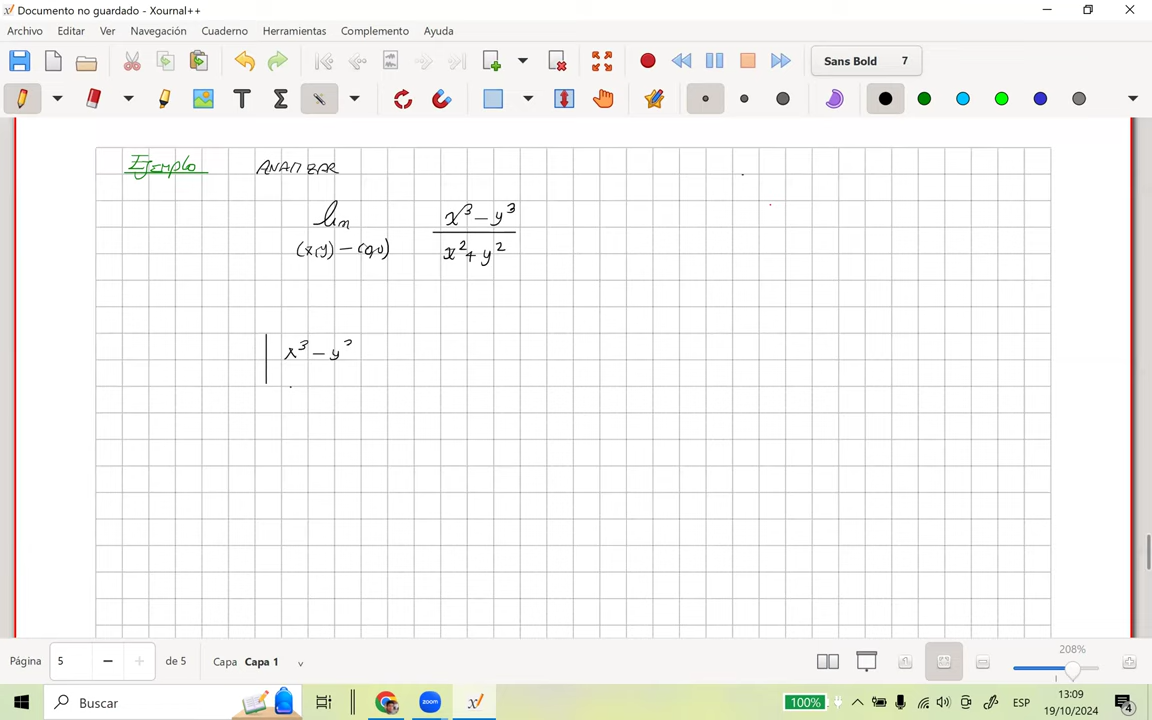 Documento no guardado - Xournal++
Archivo Editar Ver Navegación Cuaderno Herramientas Complemento Ayuda
Sans Bold 7
Ejemplo ANALIZAR
lim x³ - y³
(x,y) - (0,0) x² + y²
| x³ - y³
Página 5 de 5 Capa Capa 1 208%
Buscar zoom 100% ESP 13:09
19/10/2024 4